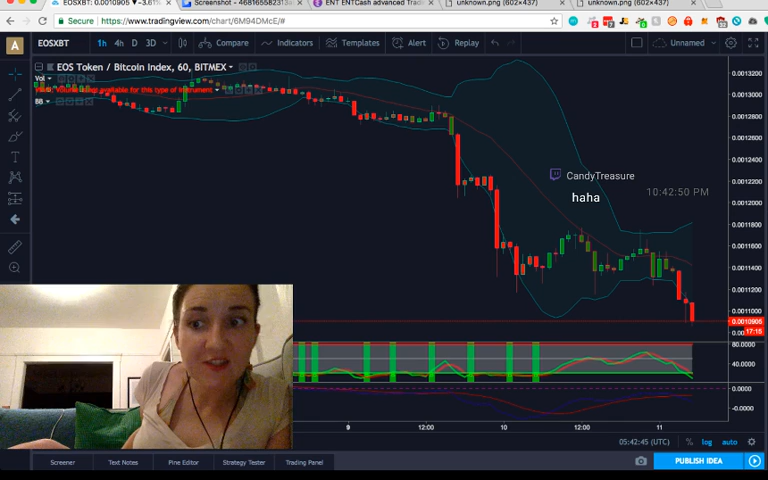 EOSXBT: 0.0010905 ▼ -3.61%
Screenshot - 468165582313
ENT ENTCash advanced Tradi
unknown.png (602×437)
unknown.png (602×437)
Secure
https://www.tradingview.com/chart/6M94DMcE/#
A
EOSXBT
1h
4h
D
3D
Compare
Indicators
Templates
Alert
Replay
Unnamed
EOS Token / Bitcoin Index, 60, BITMEX
Vol
BB
0.0013200
0.0013000
0.0012800
0.0012600
0.0012400
0.0012200
0.0012000
0.0011800
0.0011600
0.0011400
0.0011200
0.0011000
0.0010905
17:15
CandyTreasure
haha
10:42:50 PM
80.0000
40.0000
0.0000
-0.0000
9
12:00
10
12:00
11
05:42:45 (UTC)
%
log
auto
Screener
Text Notes
Pine Editor
Strategy Tester
Trading Panel
PUBLISH IDEA